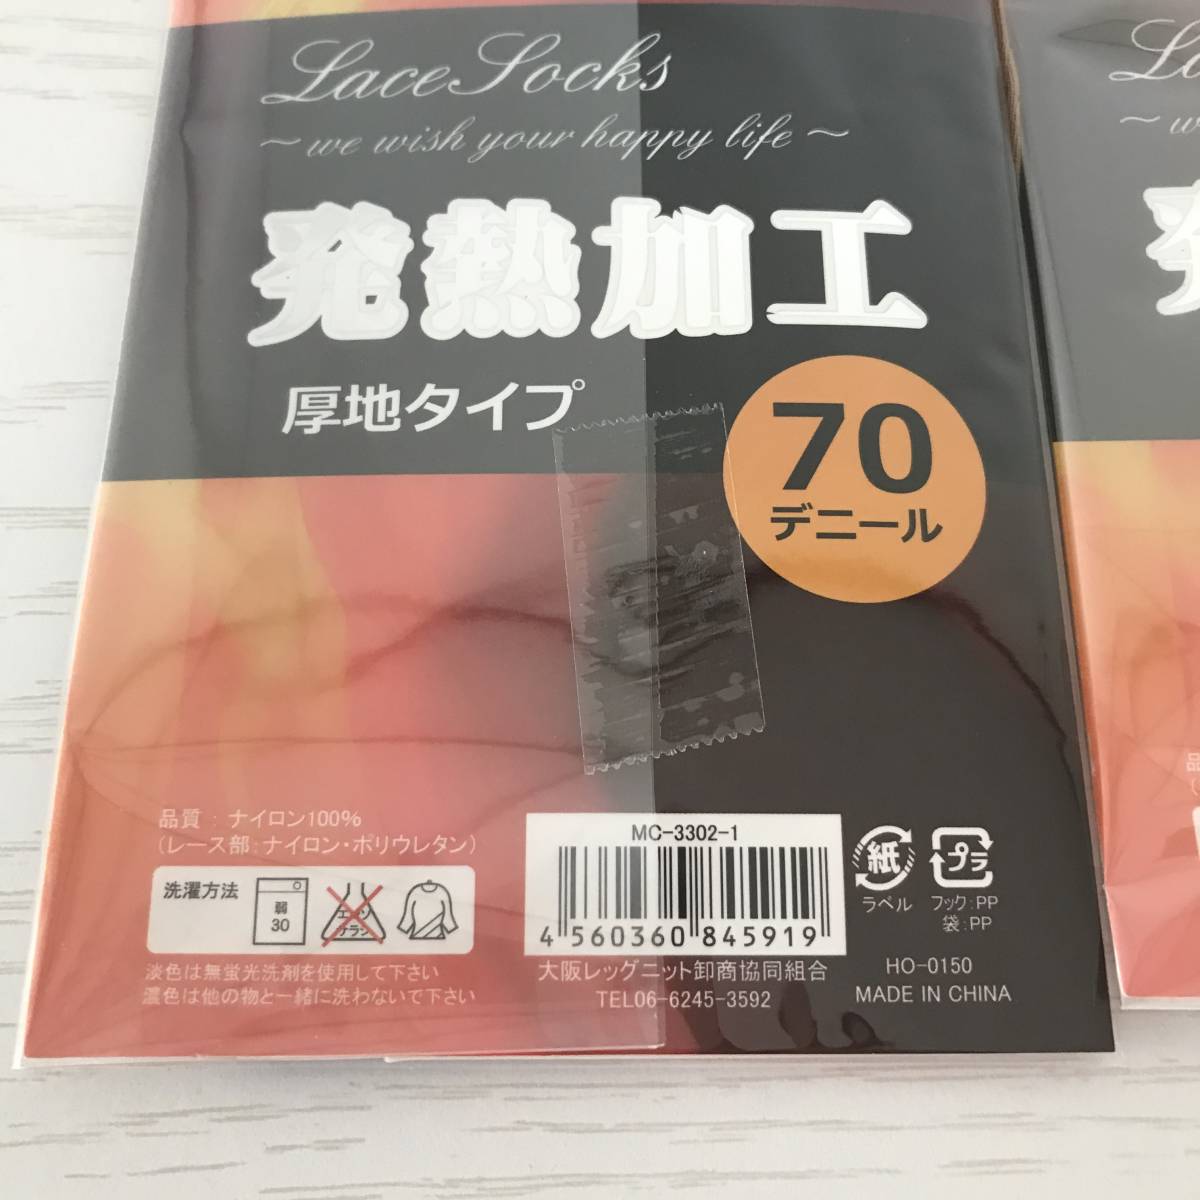 Lace Socks
～we wish your happy life～
発熱加工
厚地タイプ
70
デニール
品質 : ナイロン100%
(レース部:ナイロン・ポリウレタン)
洗濯方法
弱
30
エンソ
サラシ
淡色は無蛍光洗剤を使用して下さい
濃色は他の物と一緒に洗わないで下さい
MC-3302-1
4 560360 845919
大阪レッグニット卸商協同組合
TEL06-6245-3592
紙
ラベル
プラ
フック:PP
袋:PP
HO-0150
MADE IN CHINA